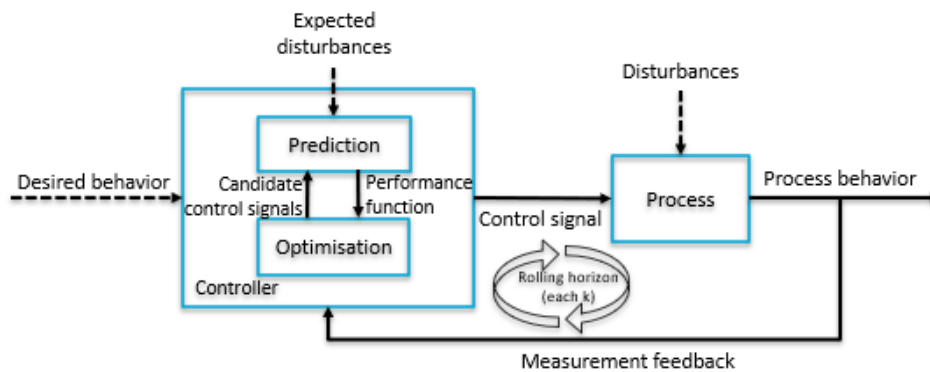 Expected
disturbances
Disturbances
Prediction
Desired behavior
Candidate
control signals
Performance
function
Process behavior
Process
Control signal
Optimisation
Rolling horizon
(each k)
Controller
Measurement feedback